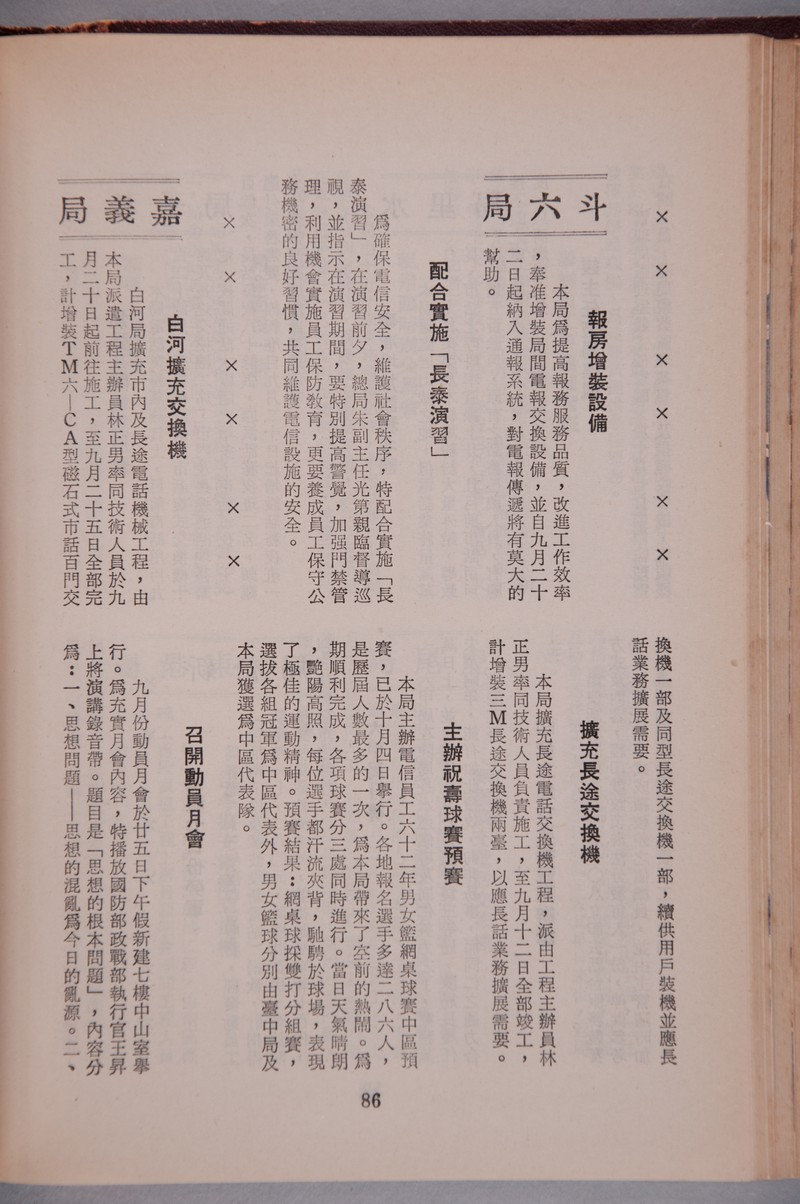 × × × × × ×
斗六局
報房增裝設備
本局爲提高報務服務品質，改進工作效率
，奉准增裝局間電報交換設備，並自九月二十
二日起納入通報系統，對電報傳遞將有莫大的
幫助。
配合實施「長泰演習」
爲確保電信安全，維護社會秩序，特配合實施「長
泰演習」，在演習前夕，總局朱副主任光第親臨督導巡
視，並指示在演習期間，要特別提高警覺，加强門禁管
理，利用機會實施員工保防教育，更要養成員工保守公
務機密的良好習慣，共同維護電信設施的安全。
× × × × × ×
嘉義局
白河擴充交換機
白河局擴充市內及長途電話機械工程，由
本局派遣工程主辦員林正男率同技術人員於九
月二十日起前往施工，至九月二十五日全部完
工，計增裝TM六—CA型磁石式市話百門交
換機一部及同型長途交換機一部，續供用戶裝機並應長
話業務擴展需要。
擴充長途交換機
本局擴充長途電話交換機工程，派由工程主辦員林
正男率同技術人員負責施工，至九月十二日全部竣工，
計增裝三M長途交換機兩臺，以應長話業務擴展需要。
主辦祝壽球賽預賽
本局主辦電信員工六十二年男女籃網桌球賽中區預
賽，已於十月四日舉行。各地報名選手多達二八六人，
是歷屆人數最多的一次，爲本局帶來了空前的熱鬧。爲
期順利完成，各項球賽分三處同時進行。當日天氣晴朗
，艷陽高照，每位選手都汗流夾背，馳騁於球場，表現
了極佳的運動精神。預賽結果：網桌球採雙打分組賽，
選拔各組冠軍爲中區代表外，男女籃球分別由臺中局及
本局獲選爲中區代表隊。
召開動員月會
九月份動員月會於廿五日下午假新建七樓中山室舉
行。爲充實月會內容，特播放國防部政戰部執行官王昇
上將演講錄音帶。題目是「思想的根本問題」，內容分
爲：一、思想問題——思想的混亂爲今日的亂源。二、
86